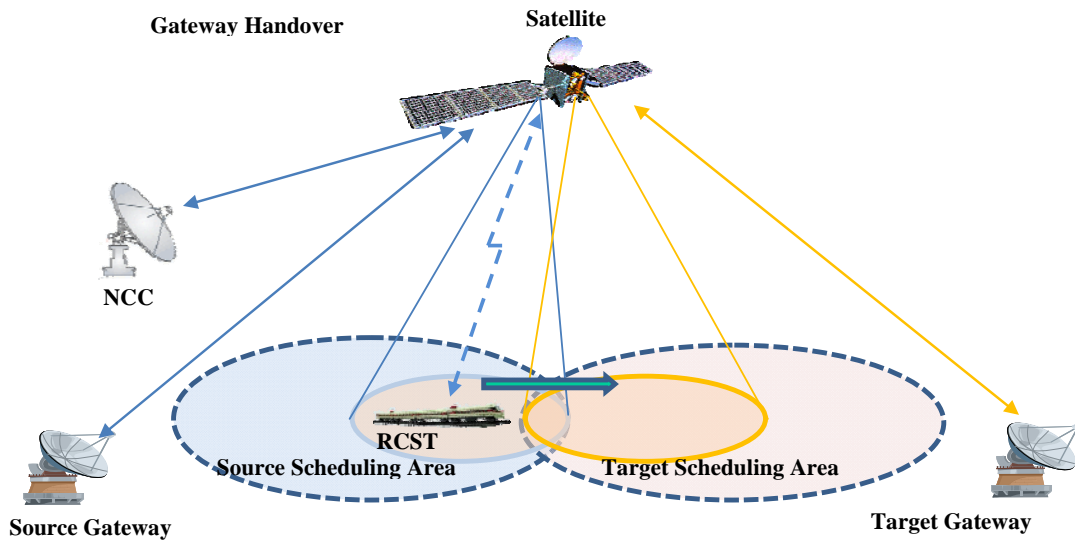 Gateway Handover
Satellite
NCC
RCST
Source Scheduling Area
Target Scheduling Area
Source Gateway
Target Gateway